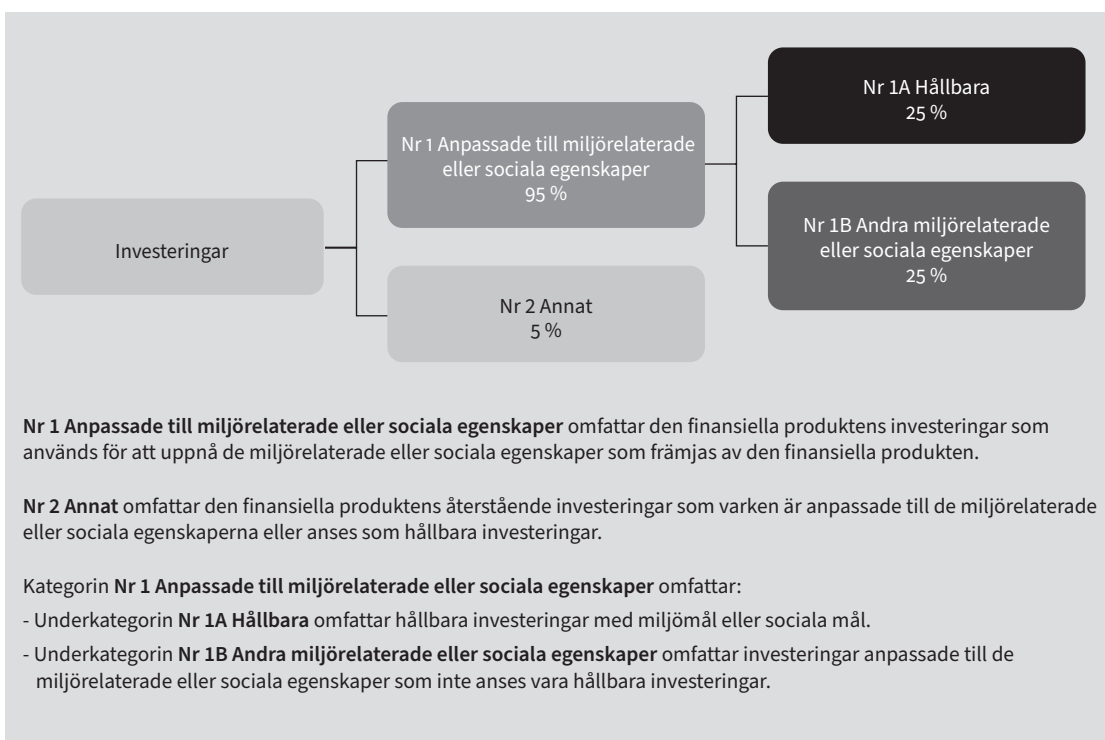 Investeringar
Nr 1 Anpassade till miljörelaterade
eller sociala egenskaper
95 %
Nr 2 Annat
5 %
Nr 1A Hållbara
25 %
Nr 1B Andra miljörelaterade
eller sociala egenskaper
25 %
Nr 1 Anpassade till miljörelaterade eller sociala egenskaper omfattar den finansiella produktens investeringar som
används för att uppnå de miljörelaterade eller sociala egenskaper som främjas av den finansiella produkten.
Nr 2 Annat omfattar den finansiella produktens återstående investeringar som varken är anpassade till de miljörelaterade
eller sociala egenskaperna eller anses som hållbara investeringar.
Kategorin Nr 1 Anpassade till miljörelaterade eller sociala egenskaper omfattar:
- Underkategorin Nr 1A Hållbara omfattar hållbara investeringar med miljömål eller sociala mål.
- Underkategorin Nr 1B Andra miljörelaterade eller sociala egenskaper omfattar investeringar anpassade till de
miljörelaterade eller sociala egenskaper som inte anses vara hållbara investeringar.